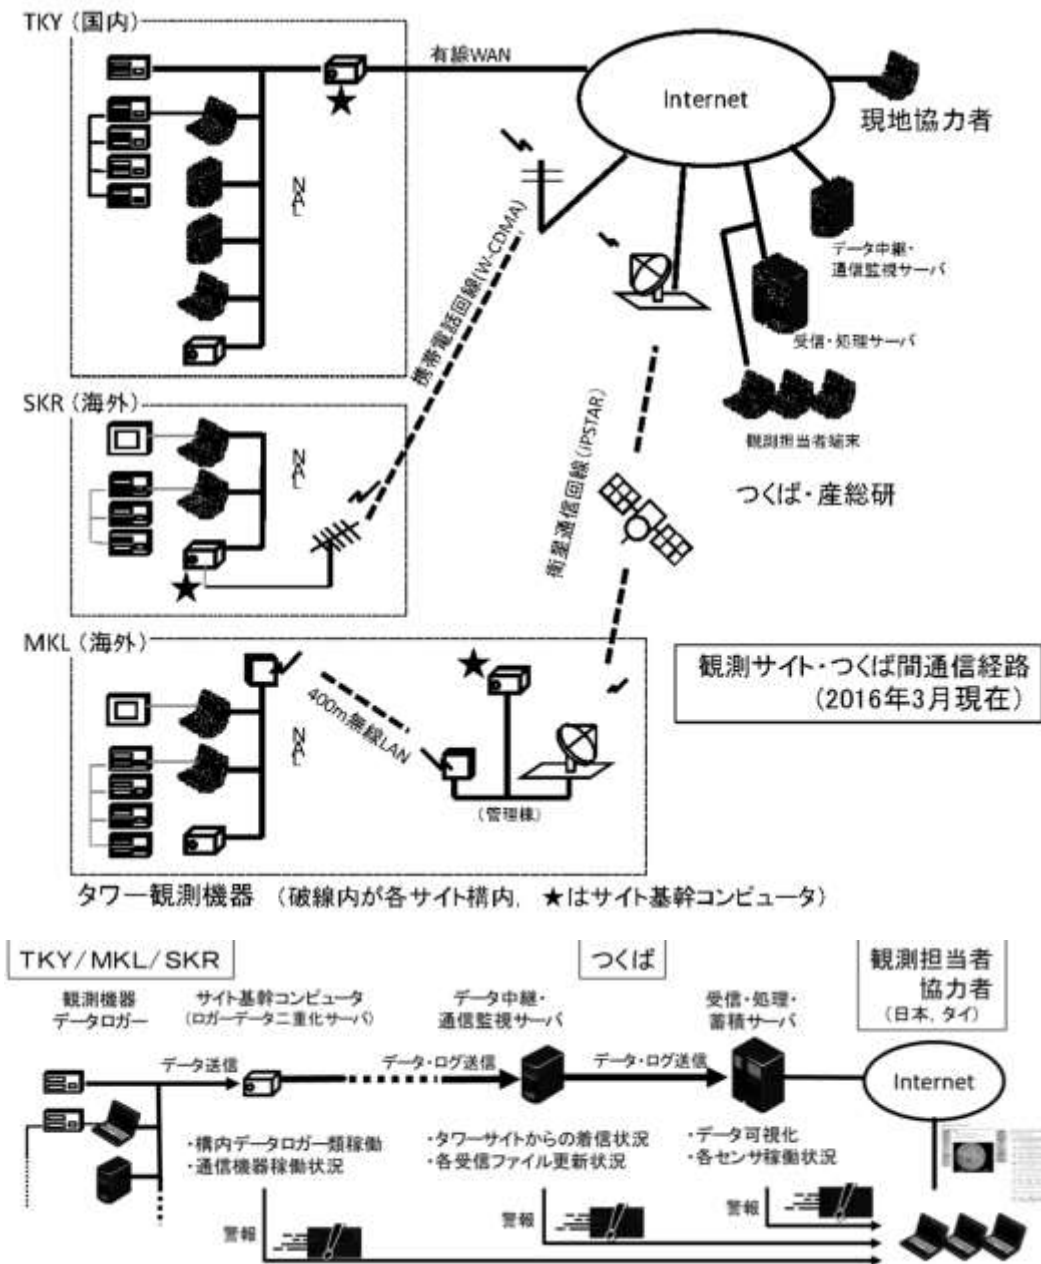 TKY (国内)
有線WAN
Internet
現地協力者
LAN
携帯電話回線(W-CDMA)
データ中継・
通信監視サーバ
受信・処理サーバ
観測担当者端末
つくば・産総研
SKR (海外)
LAN
衛星通信回線(iPSTAR)
MKL (海外)
400m無線LAN
LAN
(管理棟)
観測サイト・つくば間通信経路
(2016年3月現在)
タワー観測機器 (破線内が各サイト構内, ★はサイト基幹コンピュータ)
TKY/MKL/SKR
つくば
観測担当者
協力者
(日本, タイ)
観測機器
データロガー
サイト基幹コンピュータ
(ロガーデータ二重化サーバ)
データ中継・
通信監視サーバ
受信・処理・
蓄積サーバ
データ送信
データ・ログ送信
データ・ログ送信
Internet
・構内データロガー類稼働
・通信機器稼働状況
・タワーサイトからの着信状況
・各受信ファイル更新状況
・データ可視化
・各センサ稼働状況
警報
警報
警報